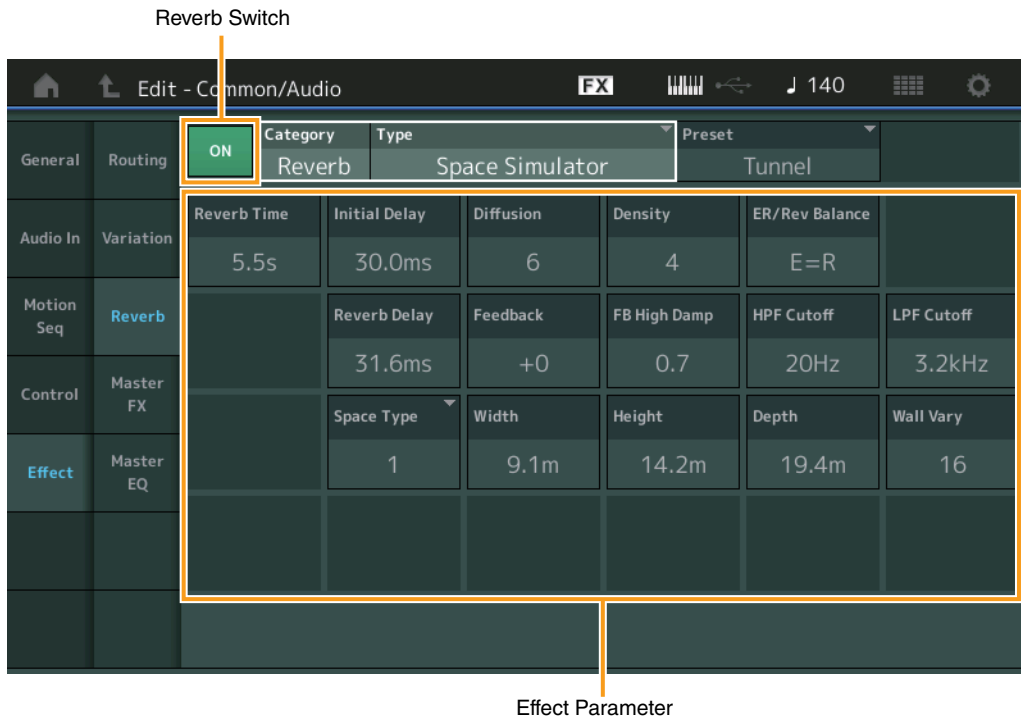 Reverb Switch
Edit - Common/Audio
FX
140
General
Routing
ON
Category
Reverb
Type
Space Simulator
Preset
Tunnel
Audio In
Variation
Reverb Time
5.5s
Initial Delay
30.0ms
Diffusion
6
Density
4
ER/Rev Balance
E=R
Motion
Seq
Reverb
Reverb Delay
31.6ms
Feedback
+0
FB High Damp
0.7
HPF Cutoff
20Hz
LPF Cutoff
3.2kHz
Control
Master
FX
Space Type
1
Width
9.1m
Height
14.2m
Depth
19.4m
Wall Vary
16
Effect
Master
EQ
Effect Parameter